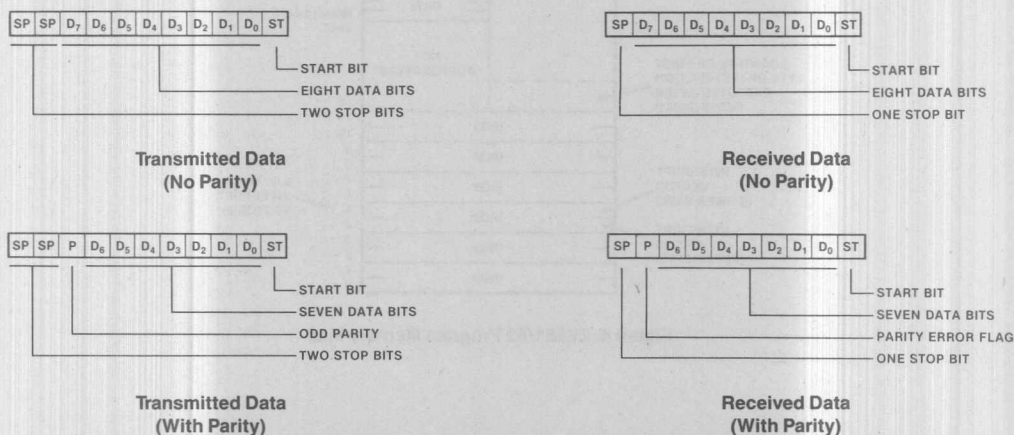 SP SP D₇ D₆ D₅ D₄ D₃ D₂ D₁ D₀ ST
START BIT
EIGHT DATA BITS
TWO STOP BITS
Transmitted Data
(No Parity)
SP D₇ D₆ D₅ D₄ D₃ D₂ D₁ D₀ ST
START BIT
EIGHT DATA BITS
ONE STOP BIT
Received Data
(No Parity)
SP SP P D₆ D₅ D₄ D₃ D₂ D₁ D₀ ST
START BIT
SEVEN DATA BITS
ODD PARITY
TWO STOP BITS
Transmitted Data
(With Parity)
SP P D₆ D₅ D₄ D₃ D₂ D₁ D₀ ST
START BIT
SEVEN DATA BITS
PARITY ERROR FLAG
ONE STOP BIT
Received Data
(With Parity)